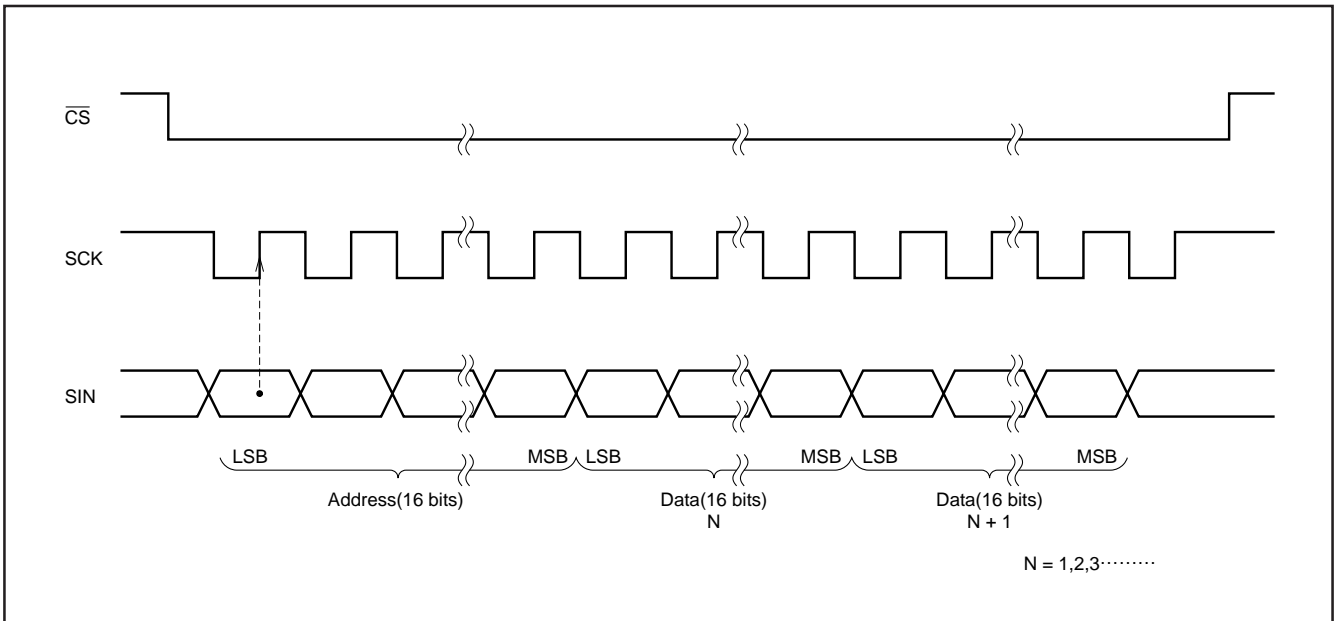 C̅S̅
SCK
SIN
LSB MSB LSB MSB LSB MSB
Address(16 bits) Data(16 bits) Data(16 bits)
N N + 1
N = 1,2,3·········